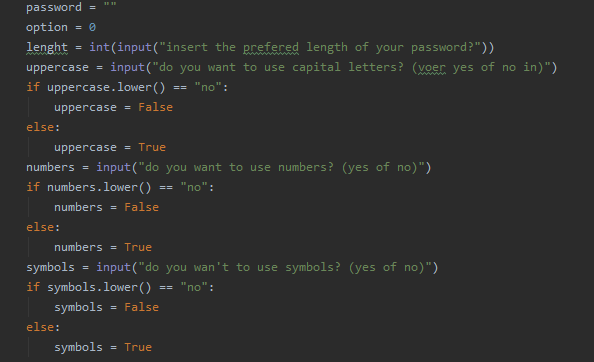 password = ""
option = 0
lenght = int(input("insert the prefered length of your password?"))
uppercase = input("do you want to use capital letters? (voer yes of no in)")
if uppercase.lower() == "no":
    uppercase = False
else:
    uppercase = True
numbers = input("do you want to use numbers? (yes of no)")
if numbers.lower() == "no":
    numbers = False
else:
    numbers = True
symbols = input("do you wan't to use symbols? (yes of no)")
if symbols.lower() == "no":
    symbols = False
else:
    symbols = True